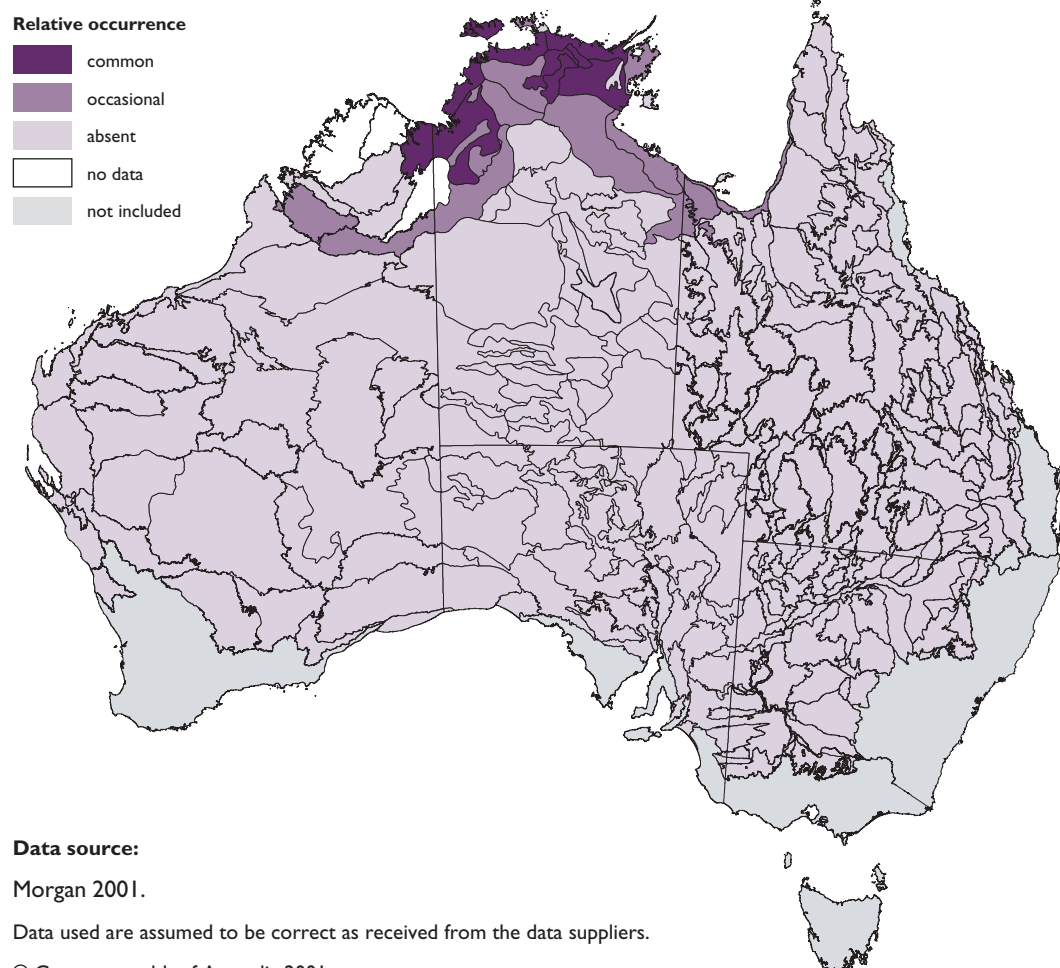 Relative occurrence
common
occasional
absent
no data
not included
Data source:
Morgan 2001.
Data used are assumed to be correct as received from the data suppliers.